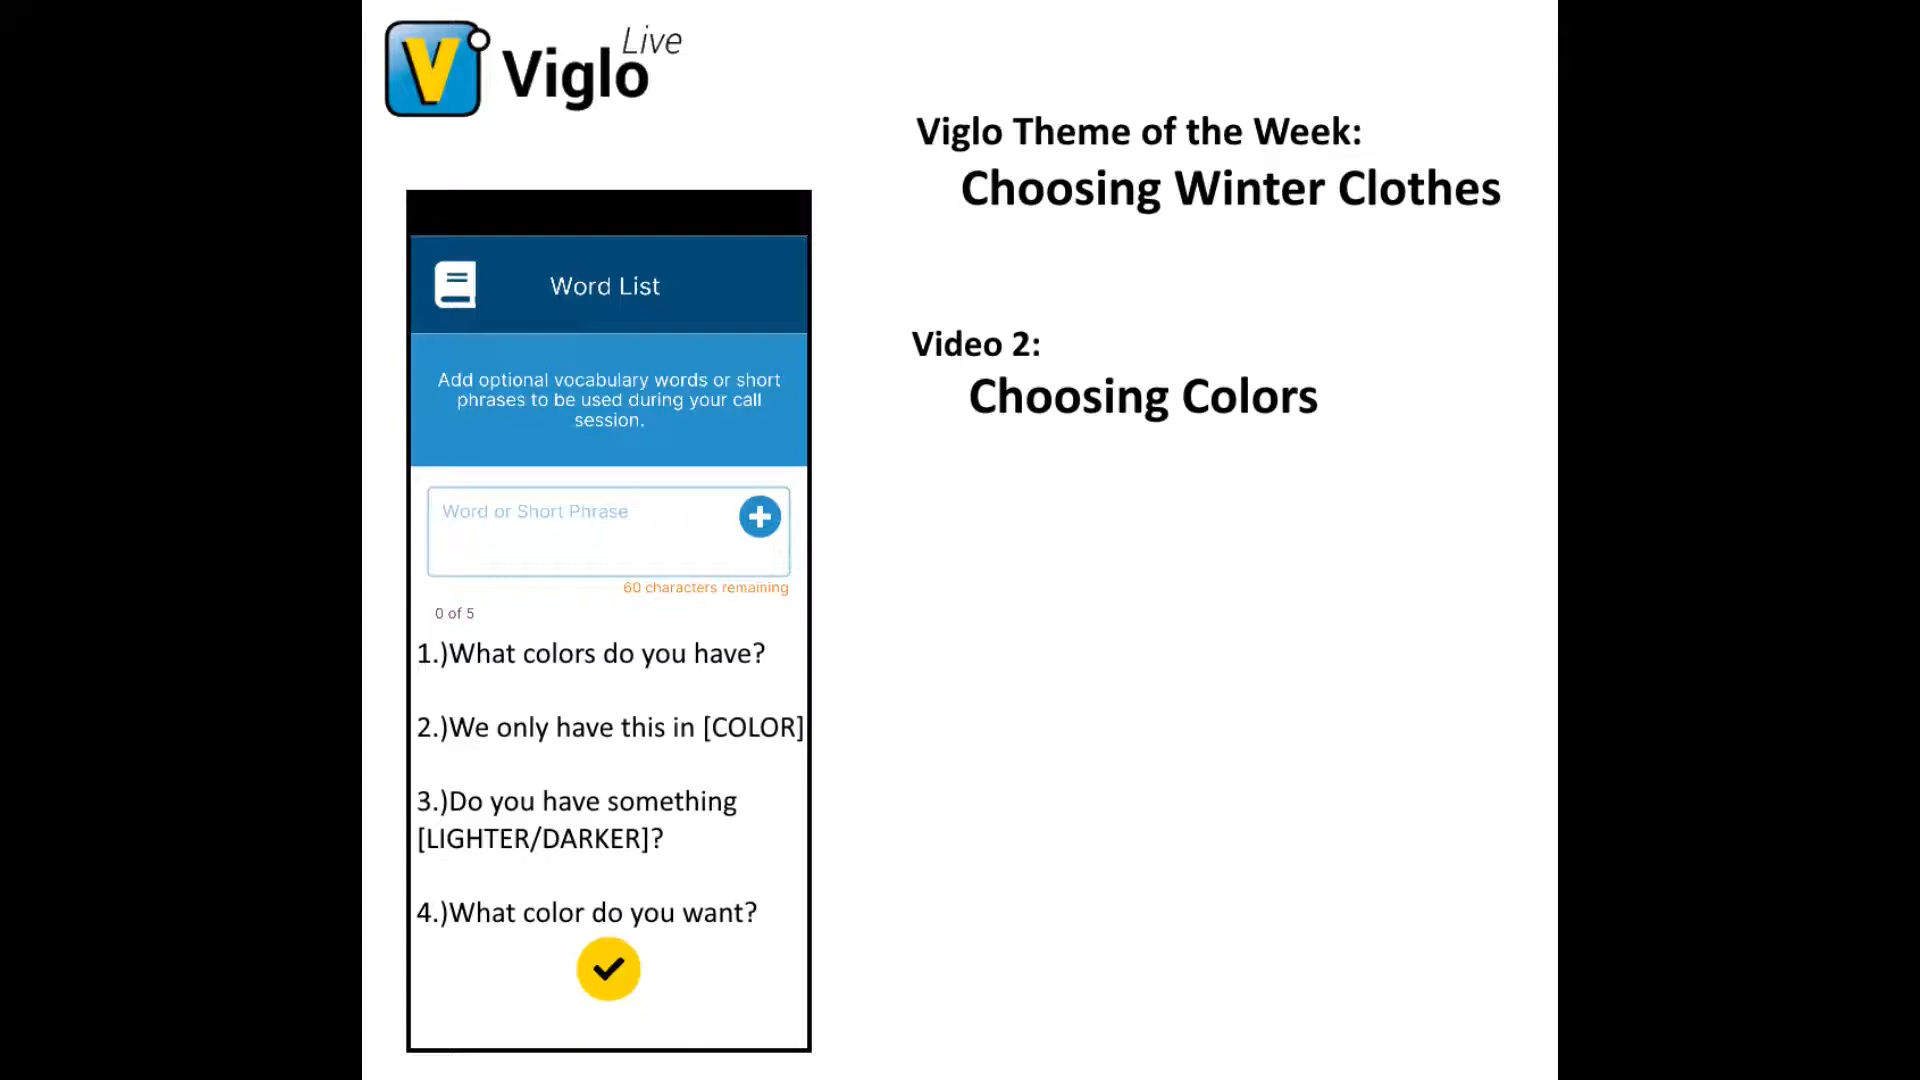 V
Viglo Live
Viglo Theme of the Week:
Choosing Winter Clothes
Video 2:
Choosing Colors
Word List
Add optional vocabulary words or short
phrases to be used during your call
session.
Word or Short Phrase
60 characters remaining
0 of 5
1.)What colors do you have?
2.)We only have this in [COLOR]
3.)Do you have something
[LIGHTER/DARKER]?
4.)What color do you want?